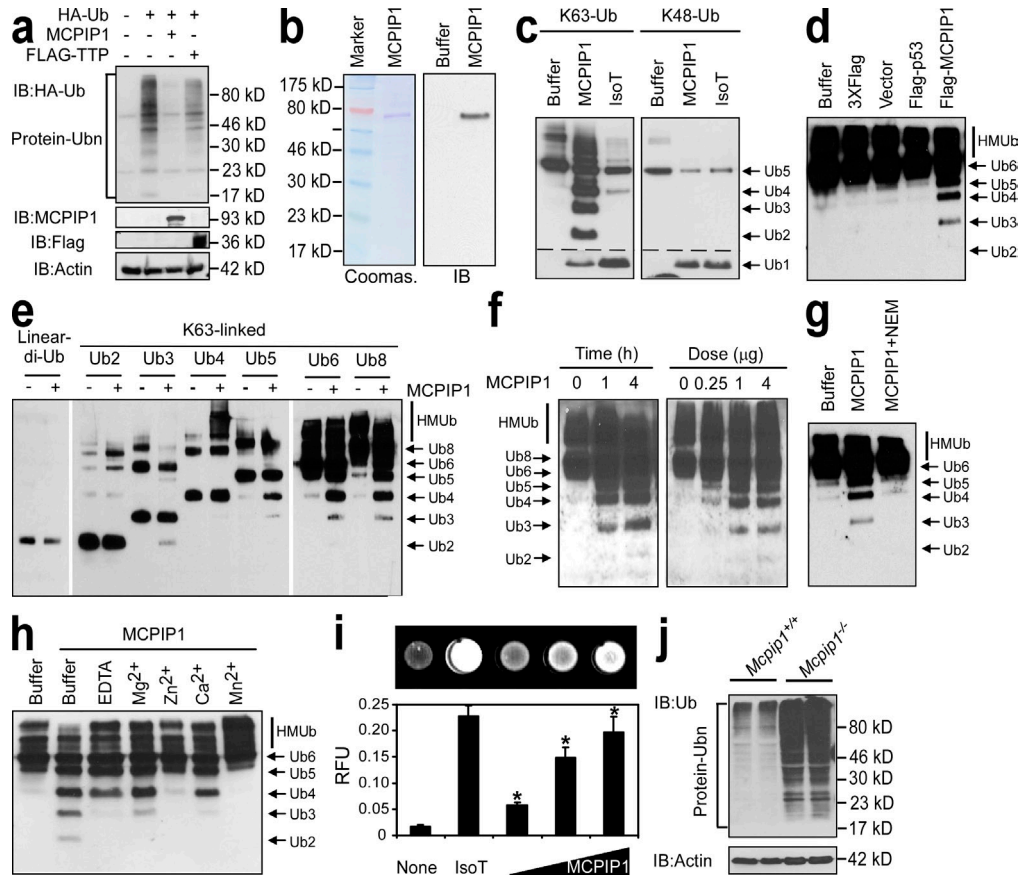 a
HA-Ub - + + +
MCPIP1 - - + -
FLAG-TTP - - - +
IB:HA-Ub
Protein-Ubn
80 kD
46 kD
30 kD
23 kD
17 kD
IB:MCPIP1 93 kD
IB:Flag 36 kD
IB:Actin 42 kD
b
Marker
MCPIP1
Buffer
MCPIP1
175 kD
80 kD
46 kD
30 kD
23 kD
17 kD
Coomas. IB
c
K63-Ub K48-Ub
Buffer
MCPIP1
IsoT
Buffer
MCPIP1
IsoT
Ub5
Ub4
Ub3
Ub2
Ub1
d
Buffer
3XFlag
Vector
Flag-p53
Flag-MCPIP1
HMUb
Ub6
Ub5
Ub4
Ub3
Ub2
e
Linear-
di-Ub
K63-linked
Ub2 Ub3 Ub4 Ub5 Ub6 Ub8
- + - + - + - + - + - + - + MCPIP1
HMUb
Ub8
Ub6
Ub5
Ub4
Ub3
Ub2
f
Time (h) Dose (μg)
MCPIP1 0 1 4 0 0.25 1 4
HMUb
Ub8
Ub6
Ub5
Ub4
Ub3
Ub2
g
Buffer
MCPIP1
MCPIP1+NEM
HMUb
Ub6
Ub5
Ub4
Ub3
Ub2
h
MCPIP1
Buffer
Buffer
EDTA
Mg2+
Zn2+
Ca2+
Mn2+
HMUb
Ub6
Ub5
Ub4
Ub3
Ub2
i
RFU
0.25
0.20
0.15
0.10
0.05
0
* * *
None IsoT MCPIP1
j
Mcpip1+/+
Mcpip1-/-
IB:Ub
Protein-Ubn
80 kD
46 kD
30 kD
23 kD
17 kD
IB:Actin 42 kD